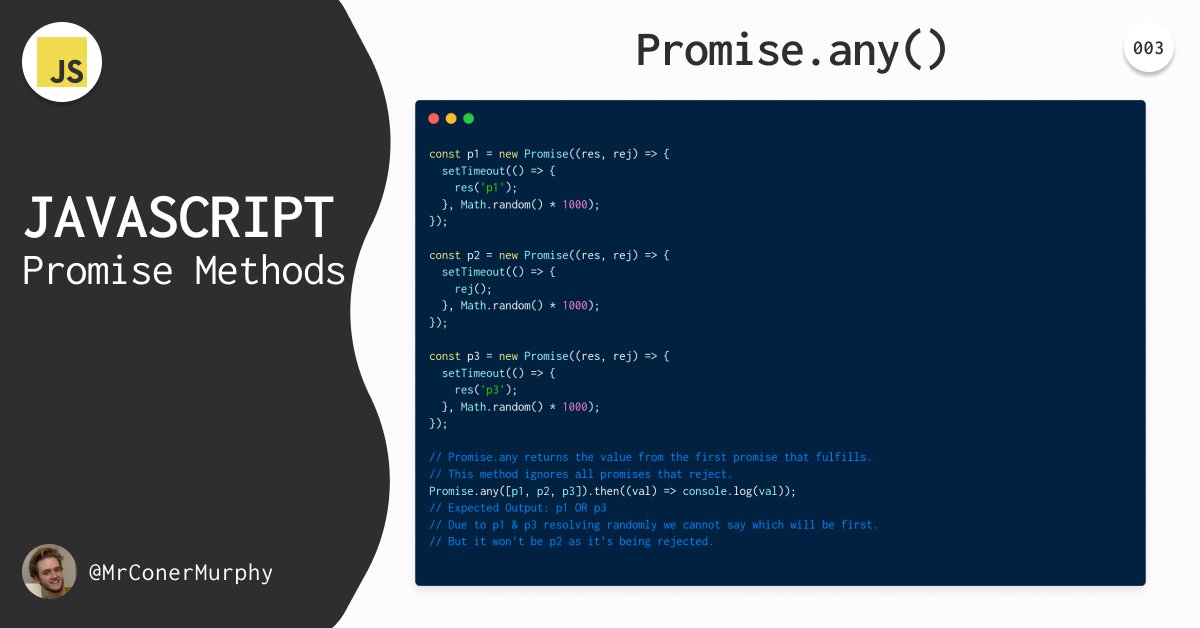 JS
JAVASCRIPT
Promise Methods
@MrConerMurphy
Promise.any()
003
const p1 = new Promise((res, rej) => {
  setTimeout(() => {
    res('p1');
  }, Math.random() * 1000);
});

const p2 = new Promise((res, rej) => {
  setTimeout(() => {
    rej();
  }, Math.random() * 1000);
});

const p3 = new Promise((res, rej) => {
  setTimeout(() => {
    res('p3');
  }, Math.random() * 1000);
});

// Promise.any returns the value from the first promise that fulfills.
// This method ignores all promises that reject.
Promise.any([p1, p2, p3]).then((val) => console.log(val));
// Expected Output: p1 OR p3
// Due to p1 & p3 resolving randomly we cannot say which will be first.
// But it won't be p2 as it's being rejected.